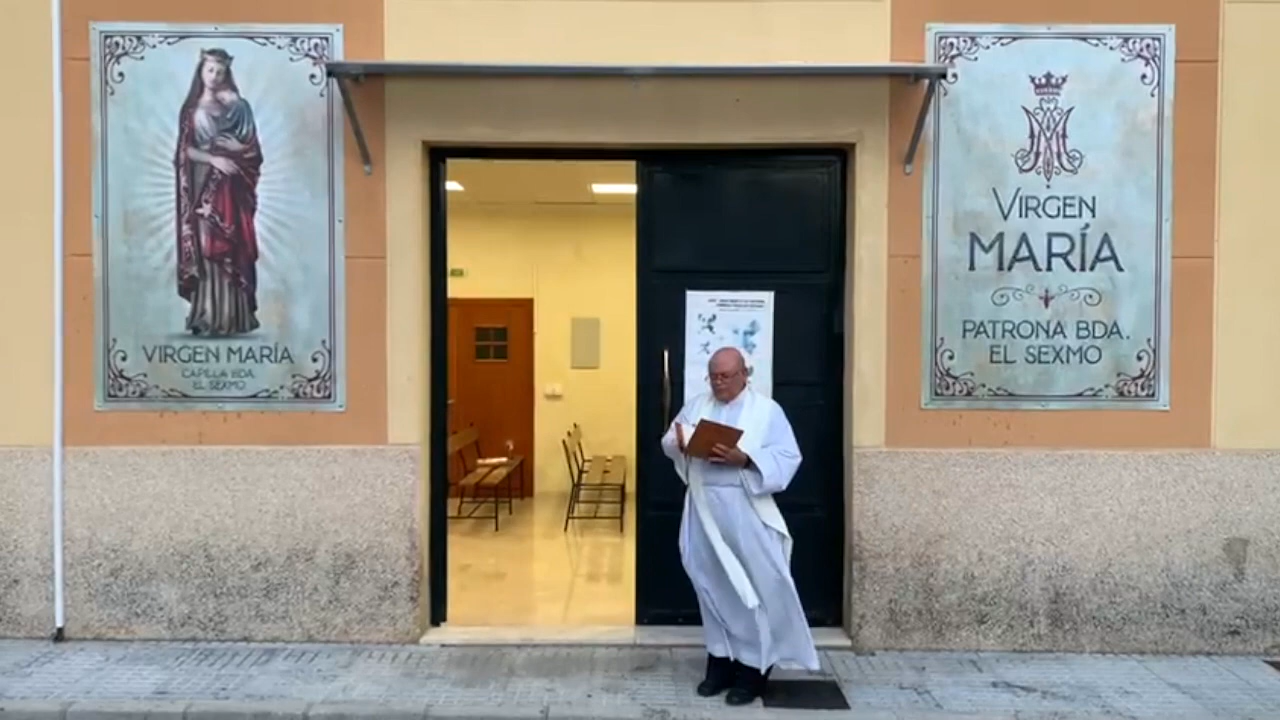 VIRGEN MARÍA
CAPILLA BDA.
EL SEXMO
VIRGEN
MARÍA
PATRONA BDA.
EL SEXMO